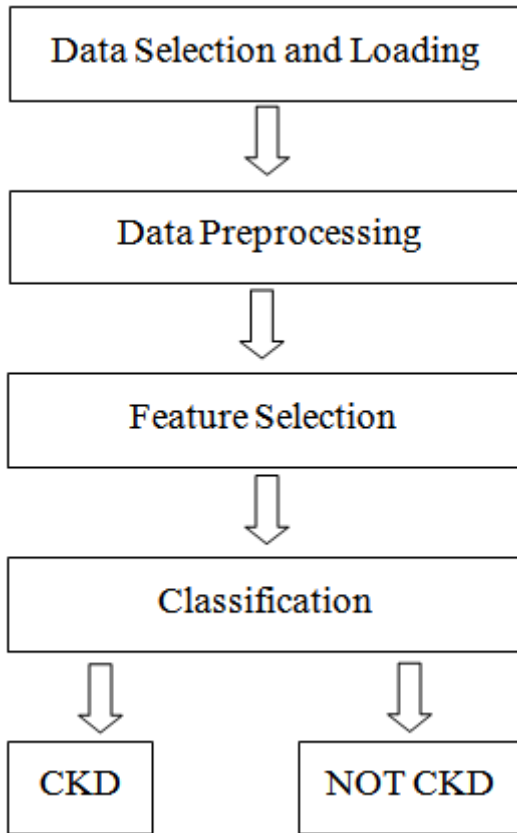 Data Selection and Loading
Data Preprocessing
Feature Selection
Classification
CKD
NOT CKD